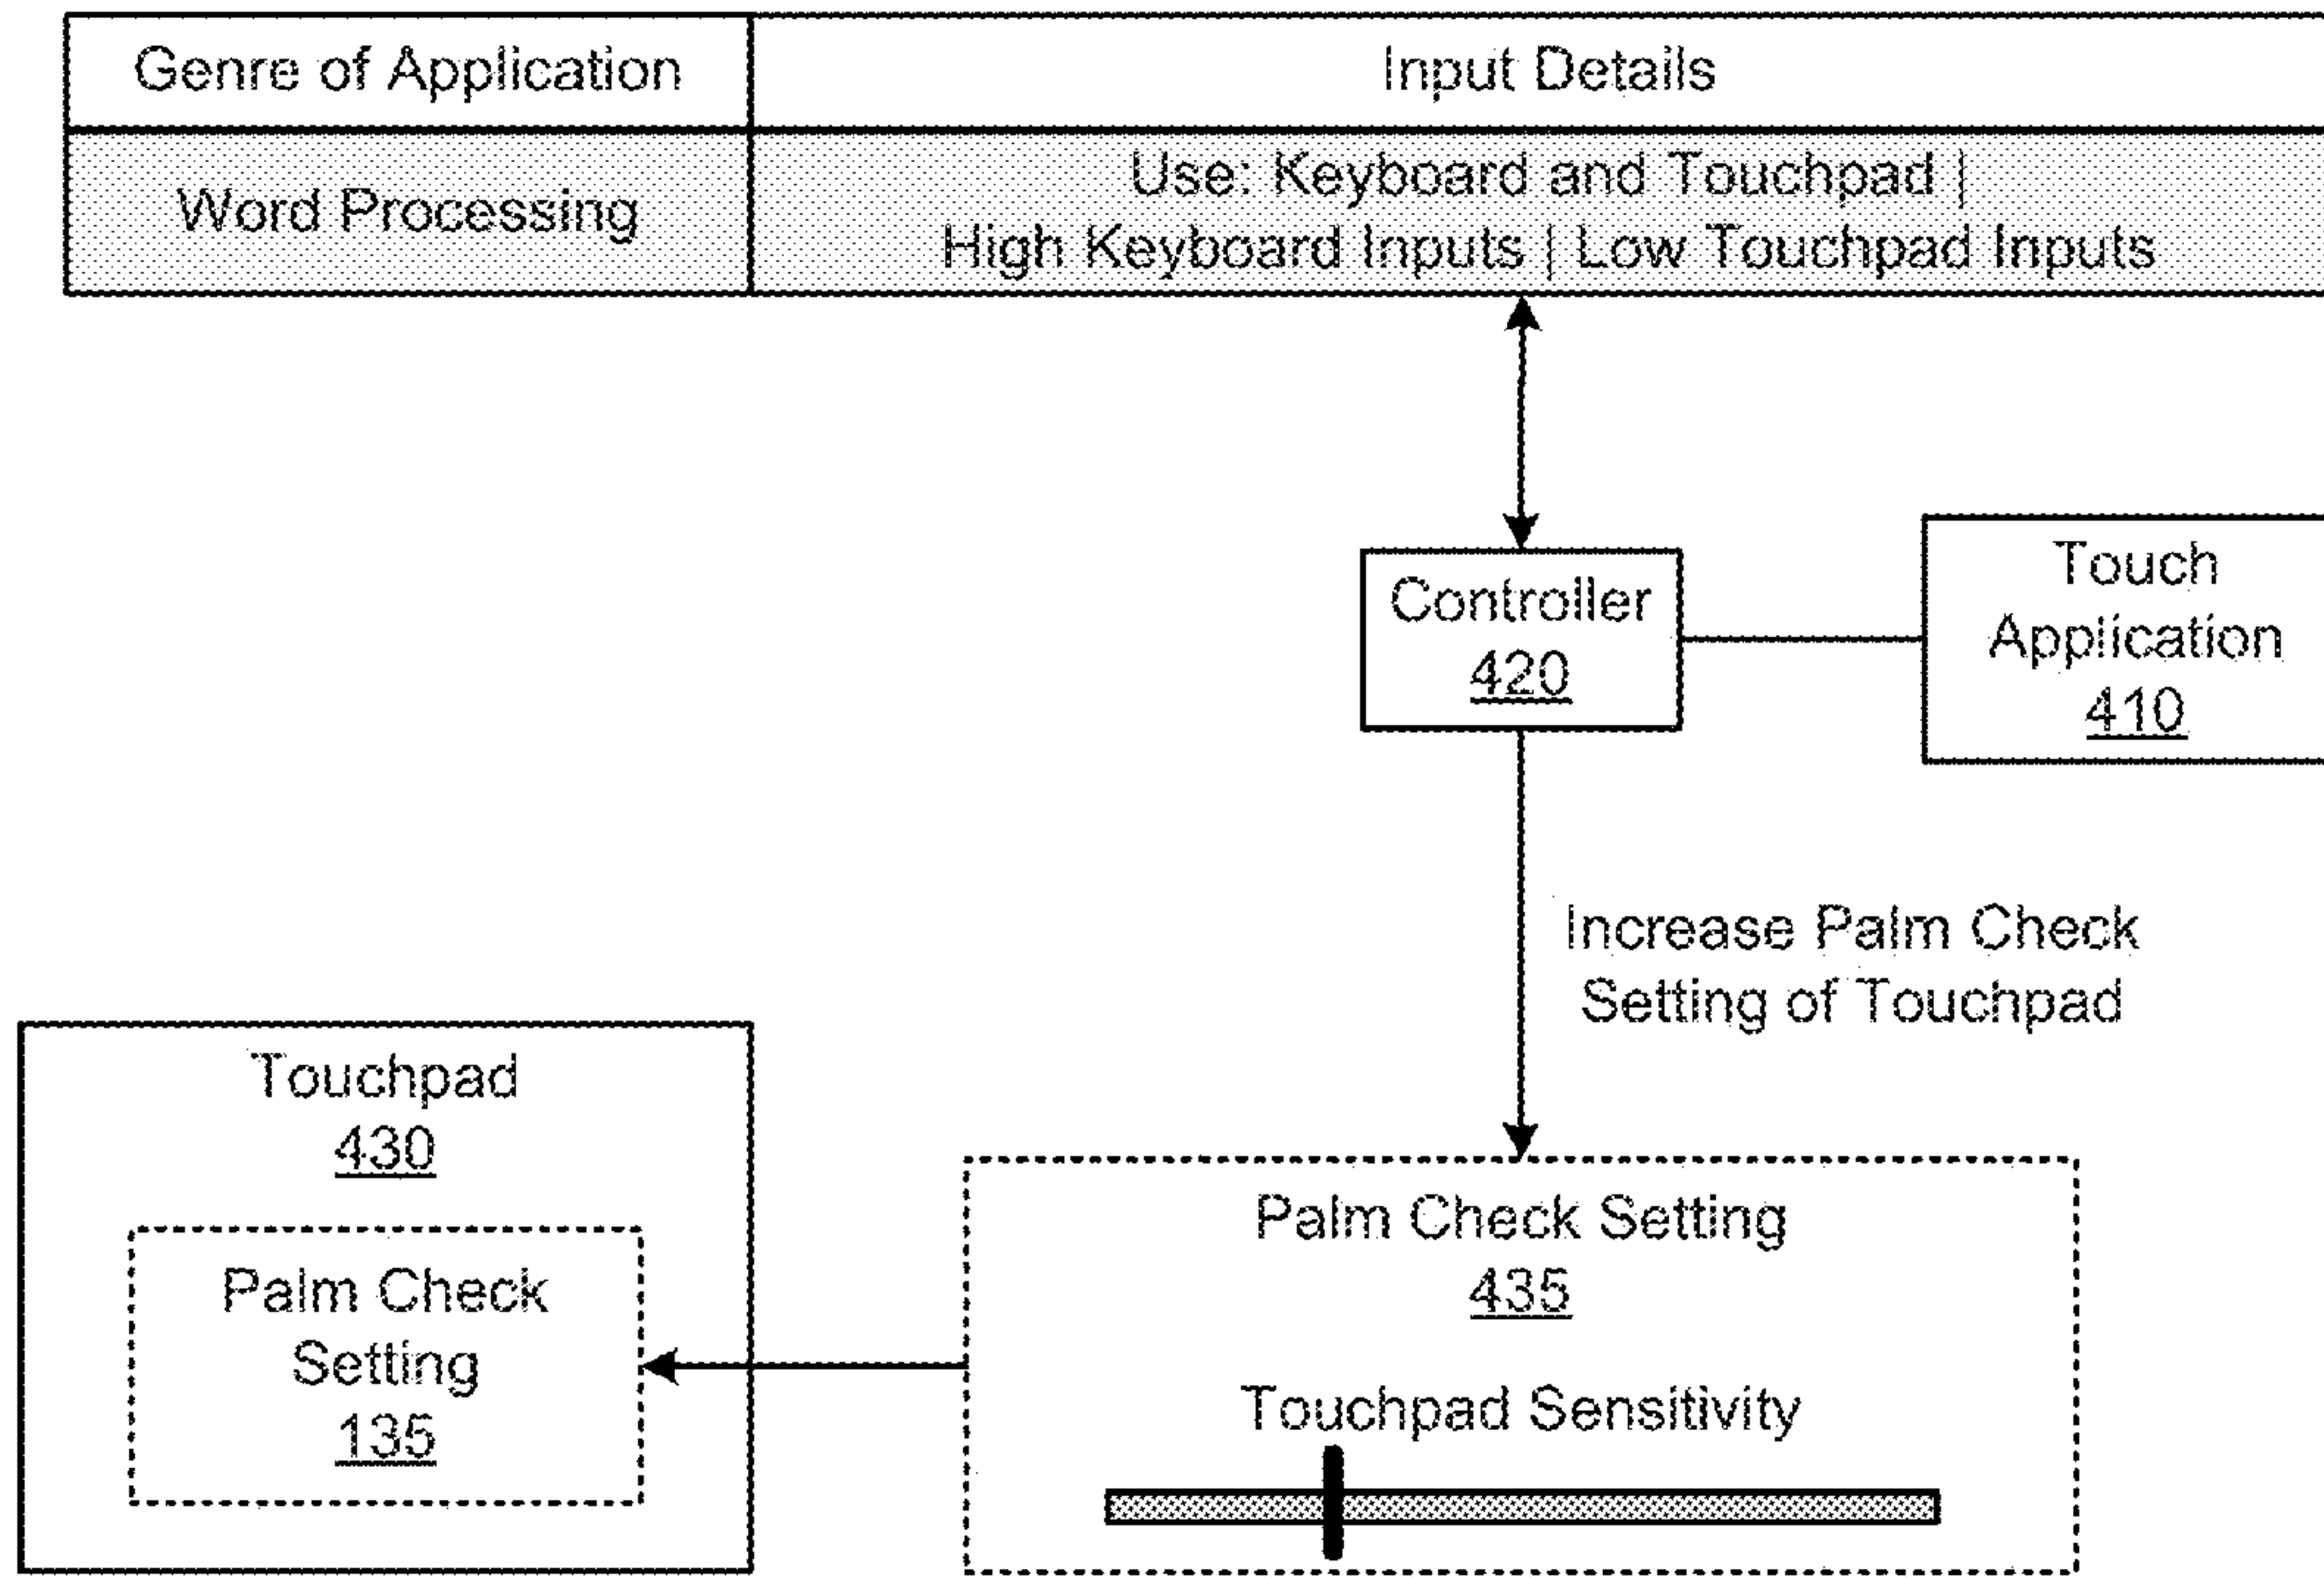 Genre of Application
Input Details
Word Processing
Use: Keyboard and Touchpad |
High Keyboard Inputs | Low Touchpad Inputs
Controller
420
Touch
Application
410
Increase Palm Check
Setting of Touchpad
Touchpad
430
Palm Check
Setting
135
Palm Check Setting
435
Touchpad Sensitivity